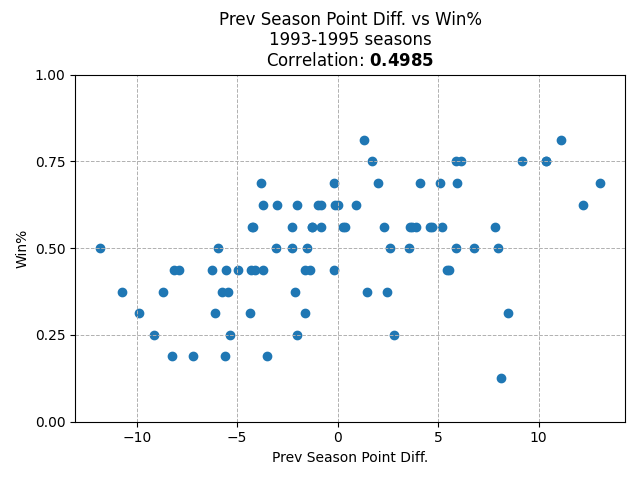 Prev Season Point Diff. vs Win%
1993-1995 seasons
Correlation: 0.4985
1.00
0.75
0.50
0.25
0.00
Win%
−10
−5
0
5
10
Prev Season Point Diff.